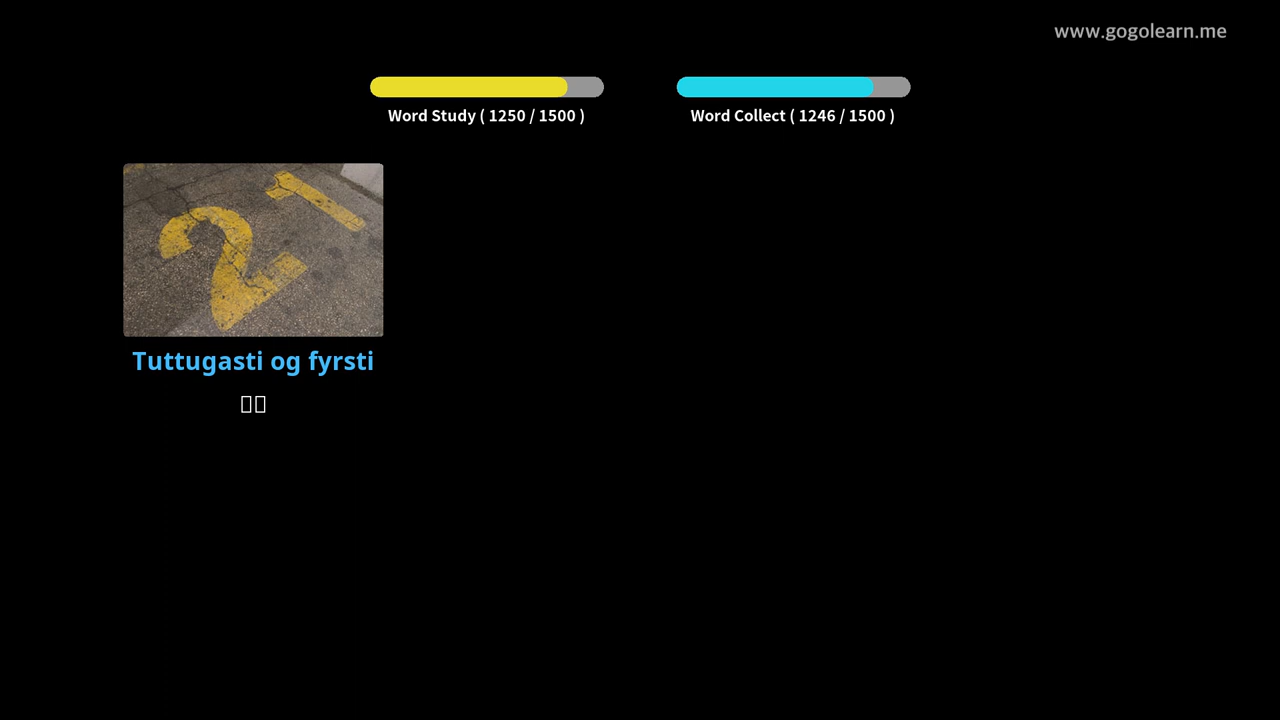 www.gogolearn.me
Word Study ( 1250 / 1500 )
Word Collect ( 1246 / 1500 )
21
Tuttugasti og fyrsti